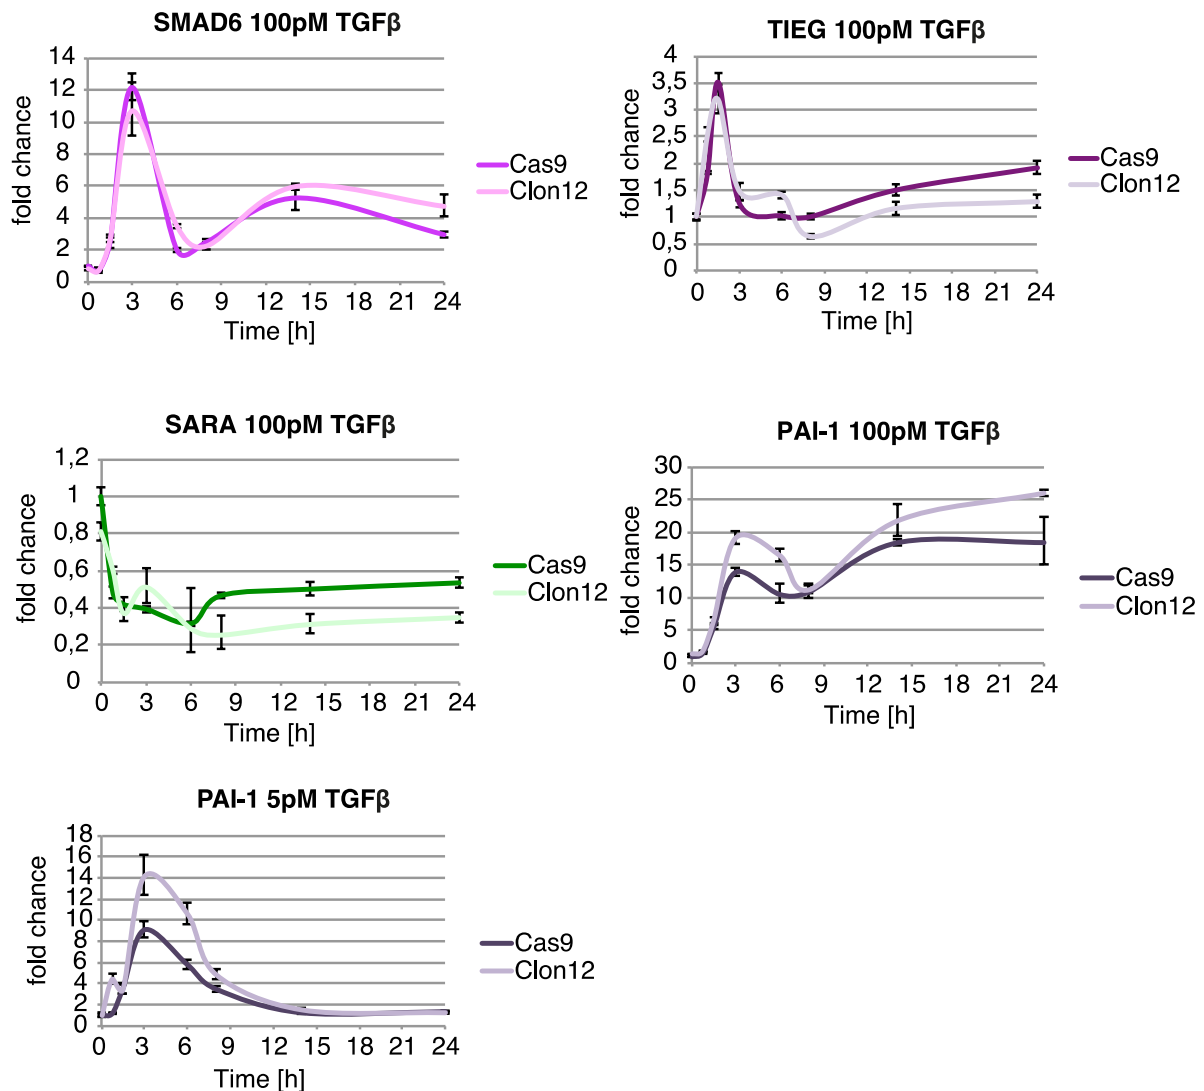 SMAD6 100pM TGFβ
fold chance
14
12
10
8
6
4
2
0
0 3 6 9 12 15 18 21 24
Time [h]
Cas9
Clon12
TIEG 100pM TGFβ
fold chance
4
3,5
3
2,5
2
1,5
1
0,5
0
0 3 6 9 12 15 18 21 24
Time [h]
Cas9
Clon12
SARA 100pM TGFβ
fold chance
1,2
1
0,8
0,6
0,4
0,2
0
0 3 6 9 12 15 18 21 24
Time [h]
Cas9
Clon12
PAI-1 100pM TGFβ
fold chance
30
25
20
15
10
5
0
0 3 6 9 12 15 18 21 24
Time [h]
Cas9
Clon12
PAI-1 5pM TGFβ
fold chance
18
16
14
12
10
8
6
4
2
0
0 3 6 9 12 15 18 21 24
Time [h]
Cas9
Clon12